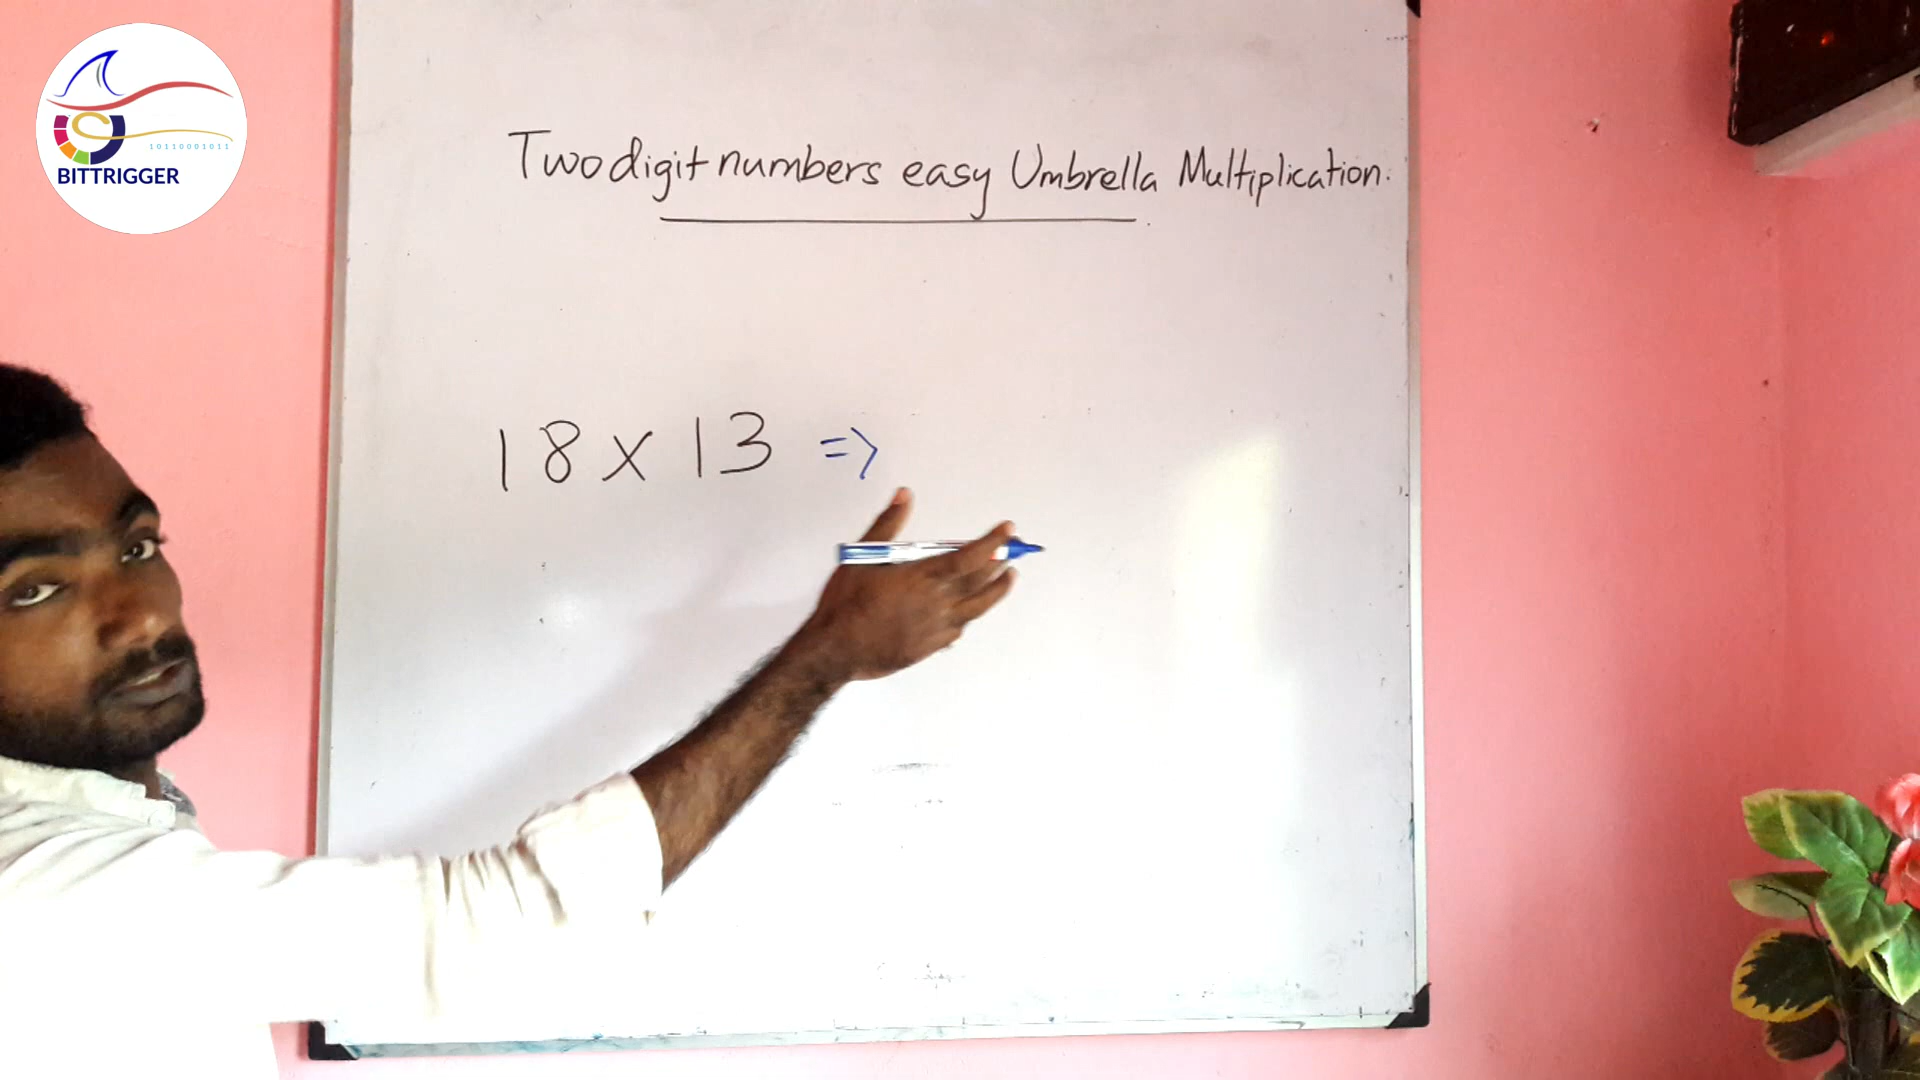 10110001011
BITTRIGGER
Two digit numbers easy Umbrella Multiplication.
18 x 13 =>